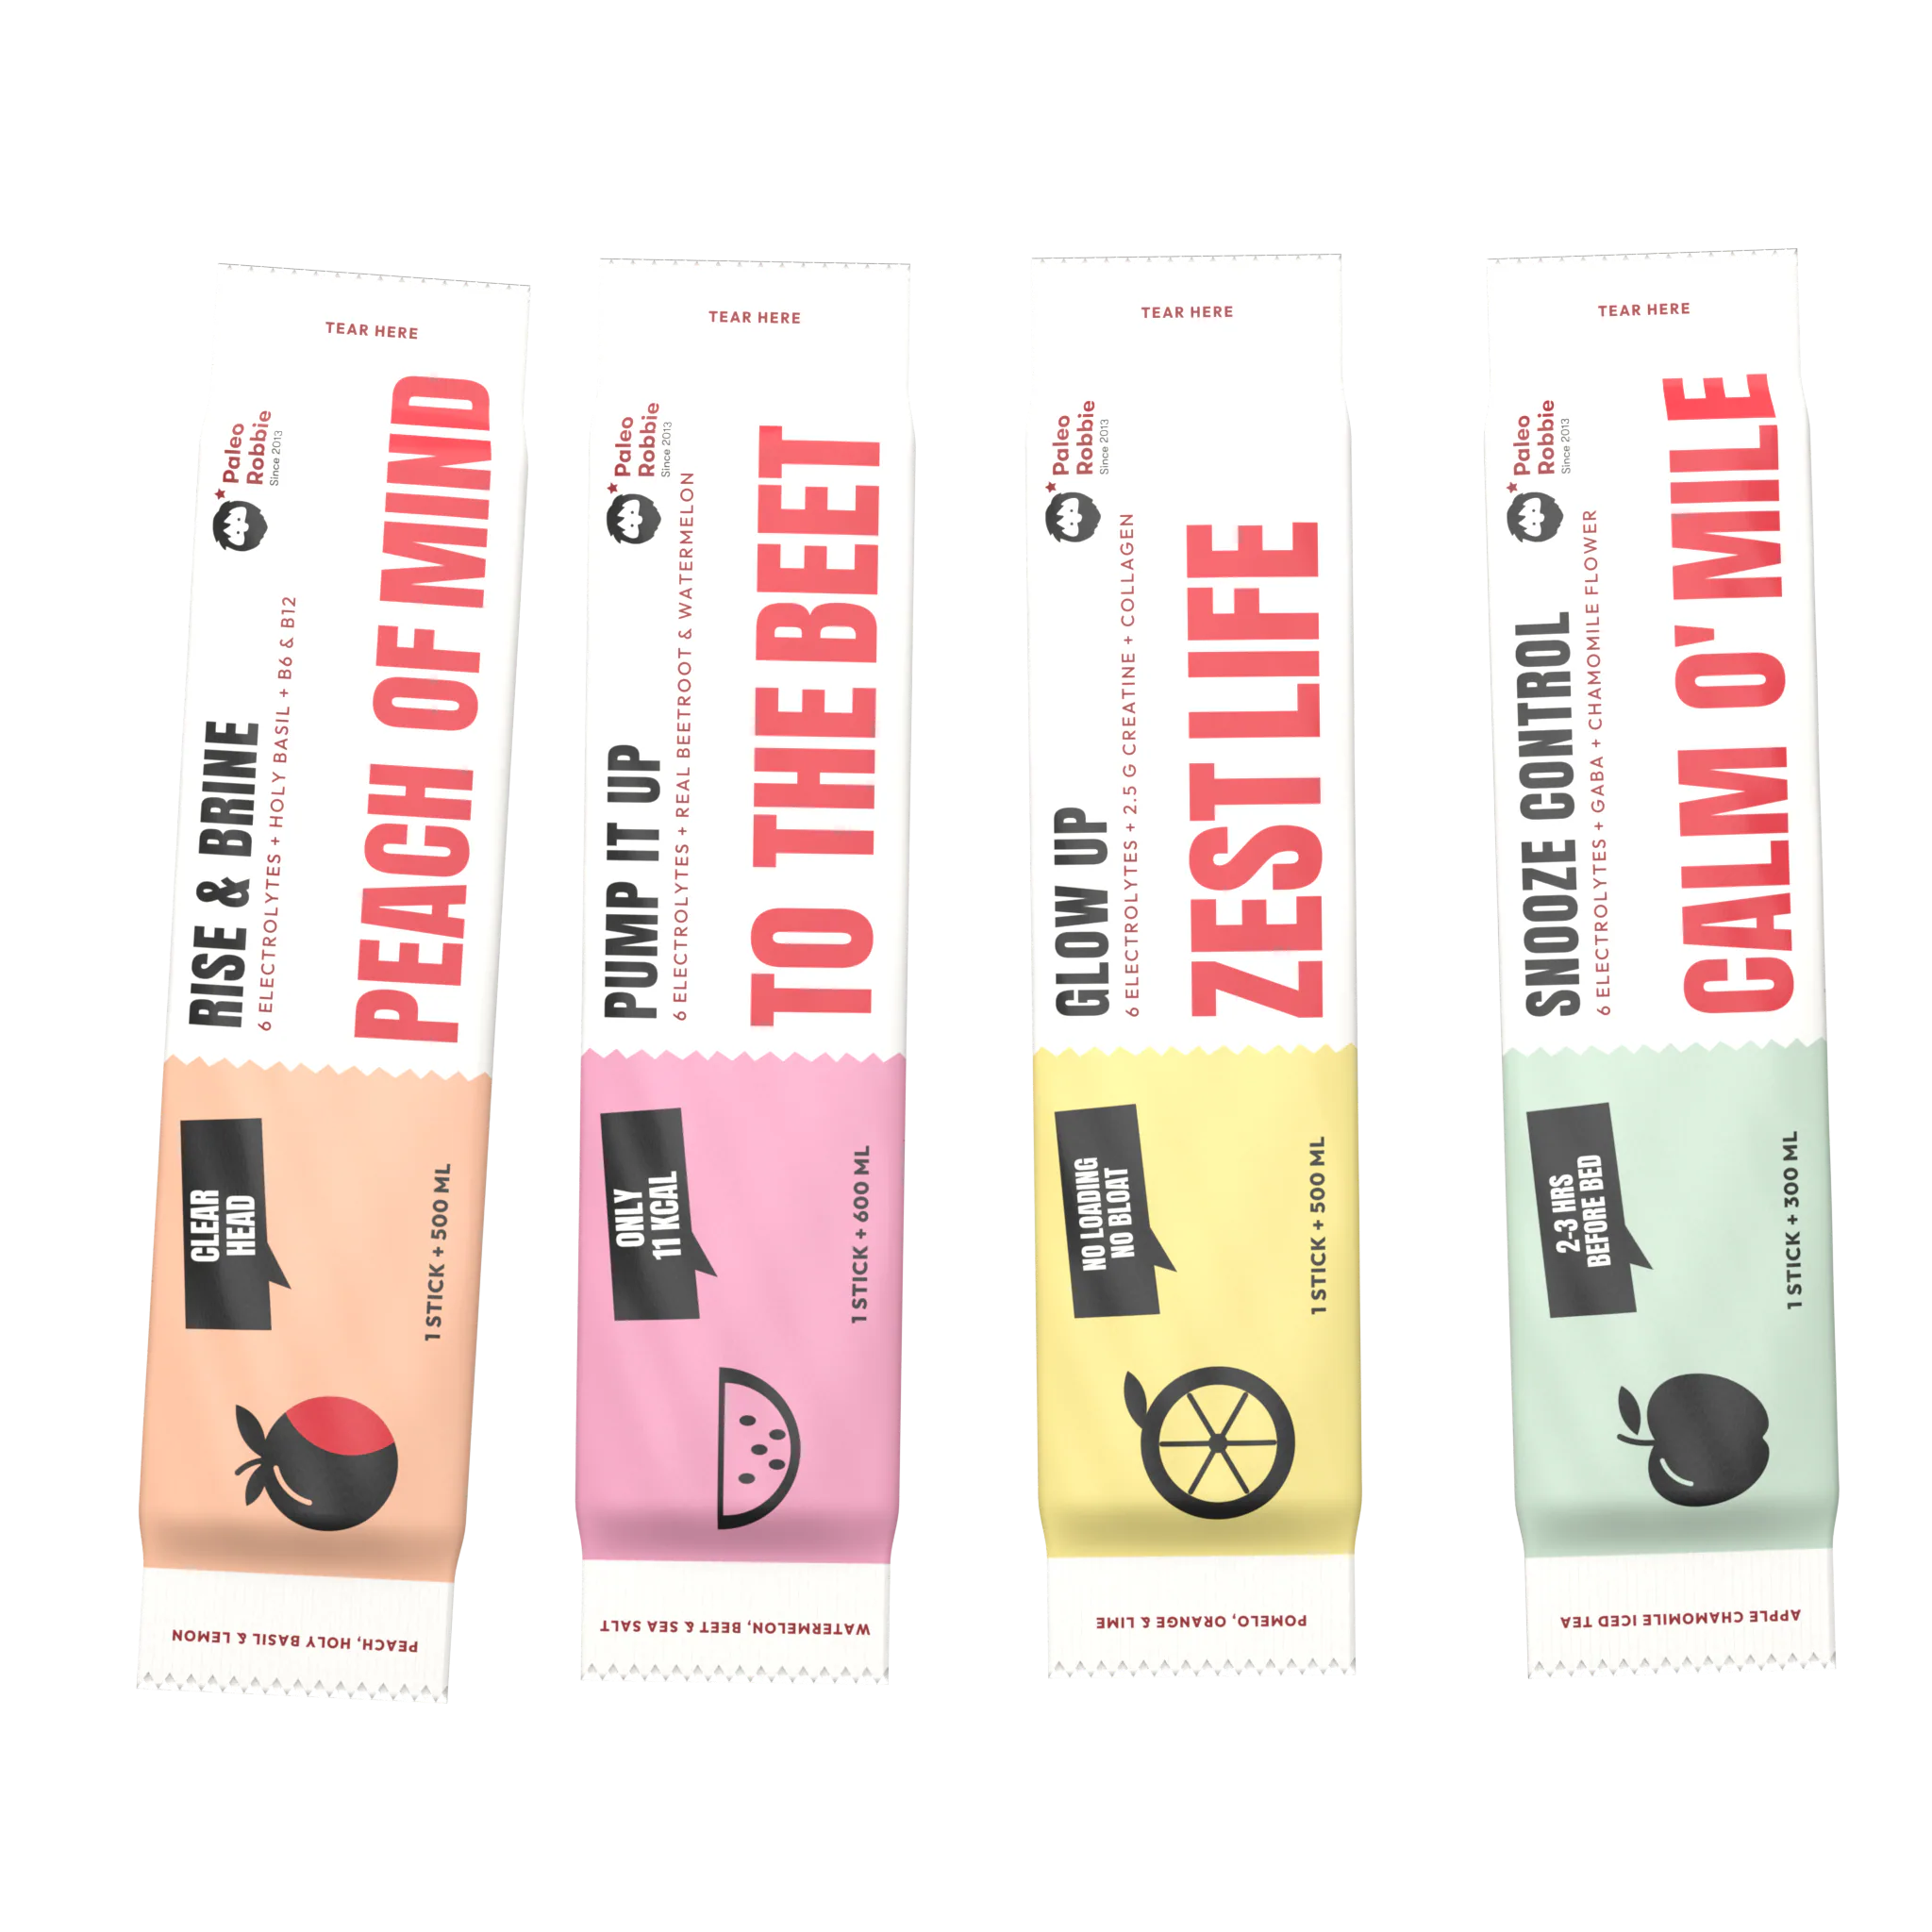 TEAR HERE
Paleo
Robbie
Since 2013
RISE & BRINE
6 ELECTROLYTES + HOLY BASIL + B6 & B12
PEACH OF MIND
CLEAR
HEAD
1 STICK + 500 ML
PEACH, HOLY BASIL & LEMON
TEAR HERE
Paleo
Robbie
Since 2013
PUMP IT UP
6 ELECTROLYTES + REAL BEETROOT & WATERMELON
TO THE BEET
ONLY
11 KCAL
1 STICK + 600 ML
WATERMELON, BEET & SEA SALT
TEAR HERE
Paleo
Robbie
Since 2013
GLOW UP
6 ELECTROLYTES + 2.5 G CREATINE + COLLAGEN
ZEST LIFE
NO LOADING
NO BLOAT
1 STICK + 500 ML
POMELO, ORANGE & LIME
TEAR HERE
Paleo
Robbie
Since 2013
SNOOZE CONTROL
6 ELECTROLYTES + GABA + CHAMOMILE FLOWER
CALM O' MILE
2-3 HRS
BEFORE BED
1 STICK + 300 ML
APPLE CHAMOMILE ICED TEA